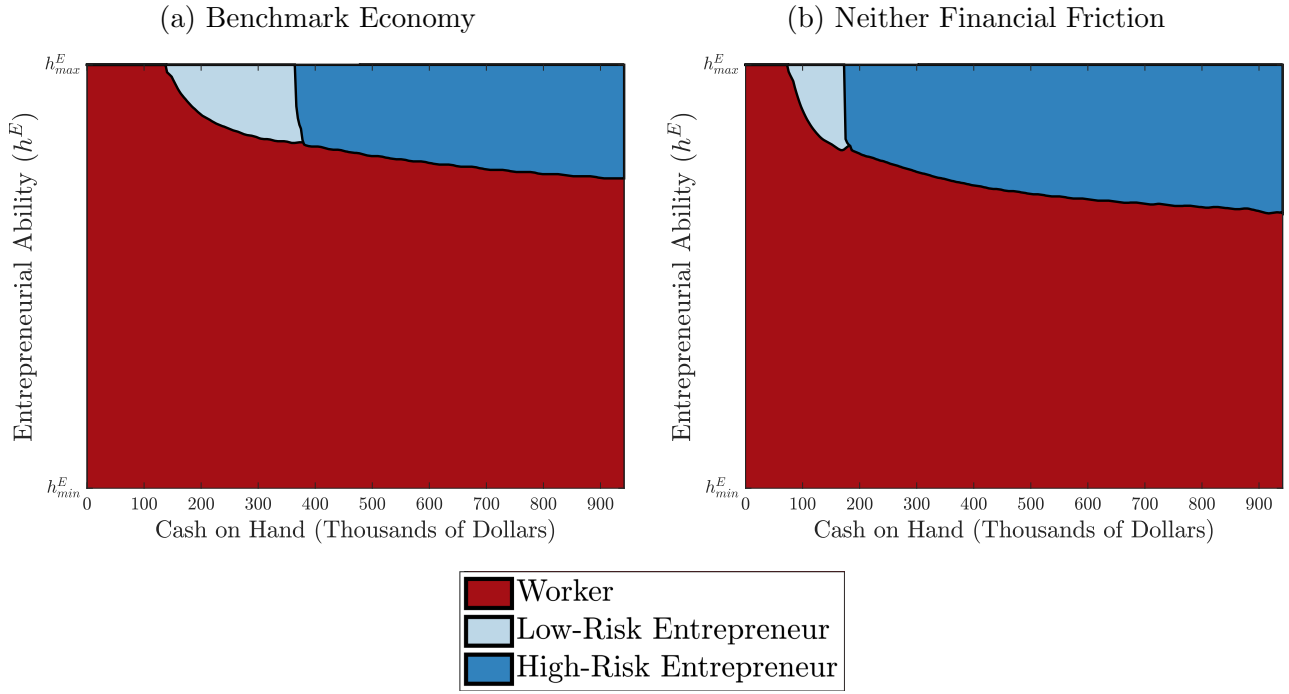 (a) Benchmark Economy
(b) Neither Financial Friction
h^E_max
h^E_max
Entrepreneurial Ability (h^E)
Entrepreneurial Ability (h^E)
h^E_min
h^E_min
0 100 200 300 400 500 600 700 800 900
0 100 200 300 400 500 600 700 800 900
Cash on Hand (Thousands of Dollars)
Cash on Hand (Thousands of Dollars)
Worker
Low-Risk Entrepreneur
High-Risk Entrepreneur